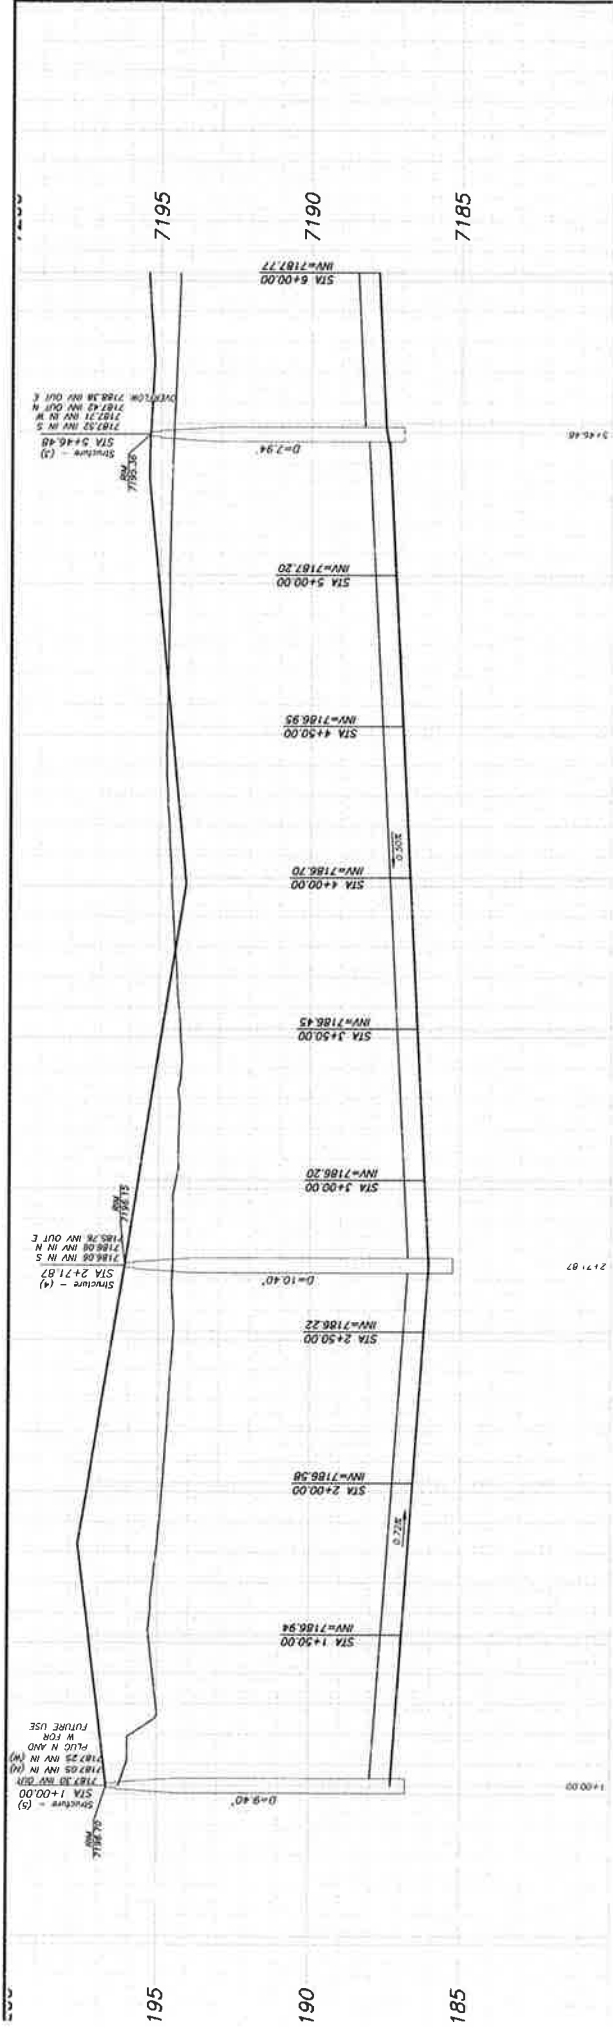 7195
7190
7185
STA 6+00.00
INV=7187.77
Structure - (3)
STA 5+46.48
7187.52 INV IN S
7187.71 INV IN W
7187.42 INV OUT N
OVERFLOW 7188.38 INV OUT E
RIM
7195.36
D=7.94'
5+46.48
STA 5+00.00
INV=7187.20
STA 4+50.00
INV=7186.95
STA 4+00.00
INV=7186.70
0.50%
STA 3+50.00
INV=7186.45
STA 3+00.00
INV=7186.20
Structure - (4)
STA 2+71.87
7186.06 INV IN S
7186.06 INV IN N
7185.76 INV OUT E
RIM
7196.15
D=10.40'
2+71.87
STA 2+50.00
INV=7186.22
STA 2+00.00
INV=7186.58
0.72%
STA 1+50.00
INV=7186.94
Structure - (5)
STA 1+00.00
7187.30 INV OUT
7187.05 INV IN (N)
7187.25 INV IN (W)
PLUG N AND
W FOR
FUTURE USE
RIM
7196.70
D=9.40'
1+00.00
195
190
185